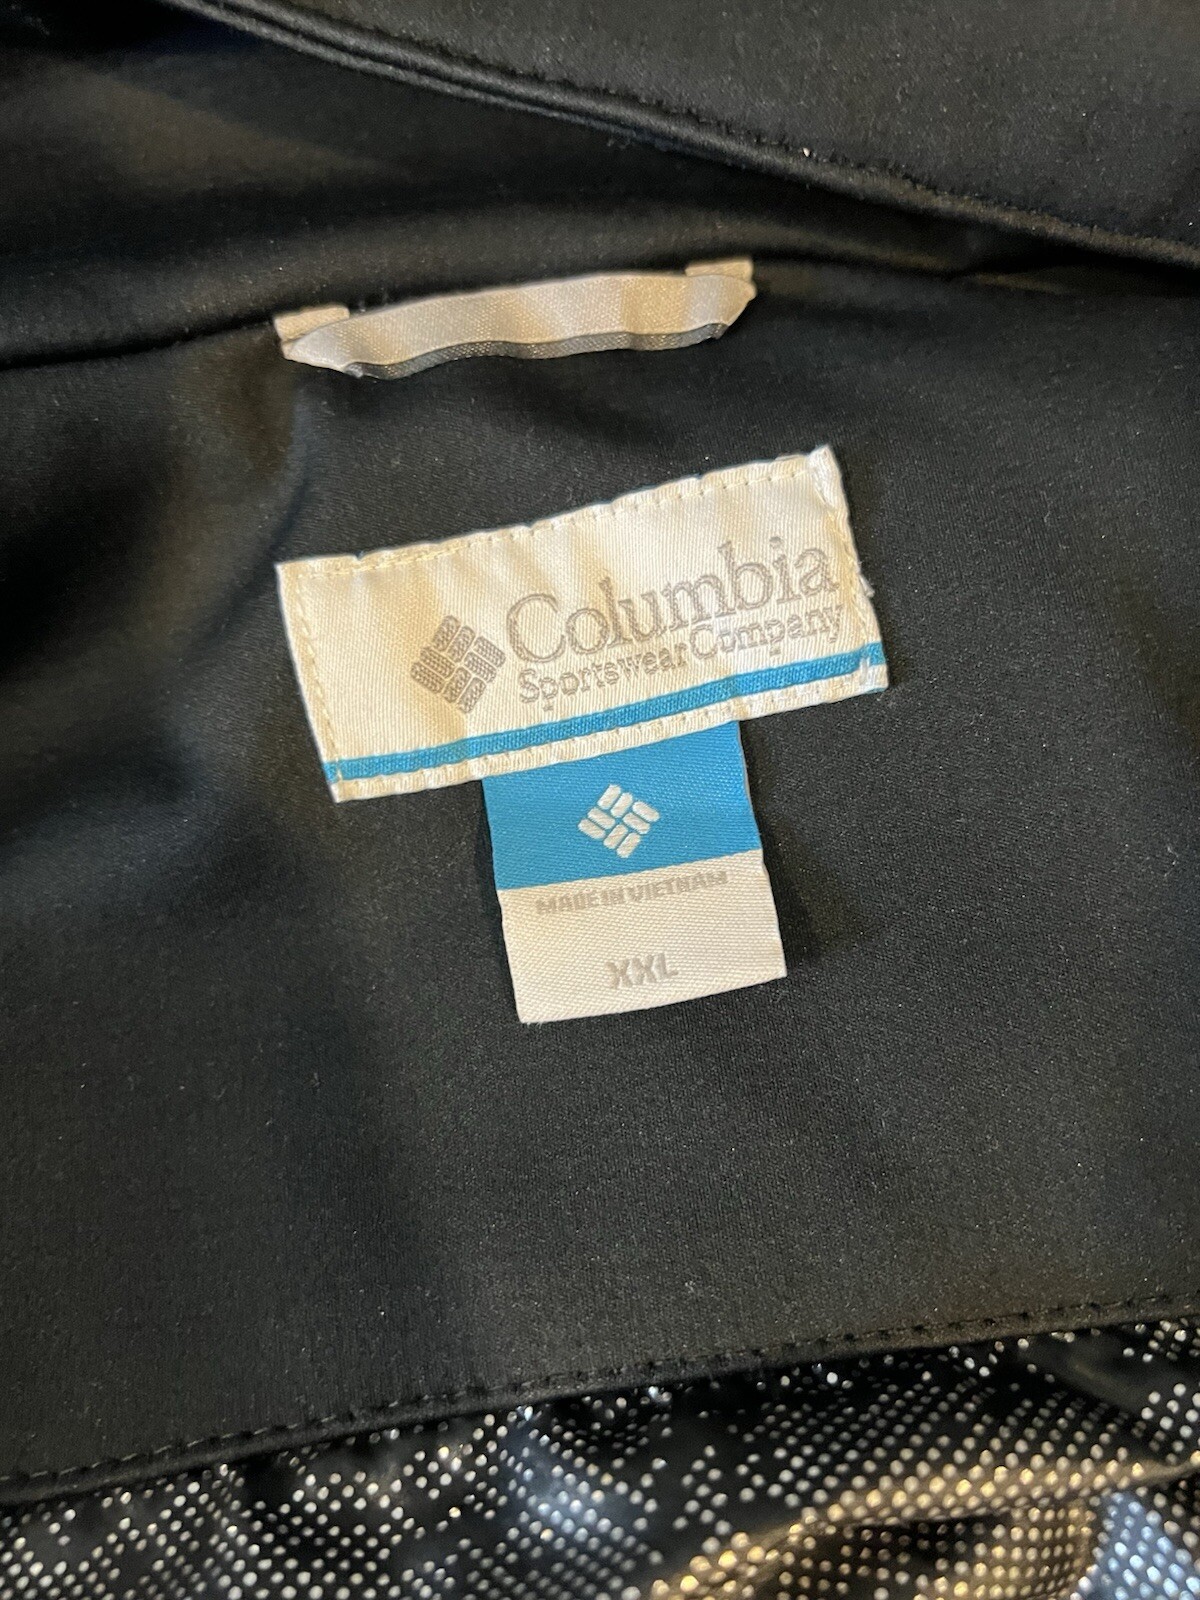 Columbia
Sportswear Company
MADE IN VIETNAM
XXL